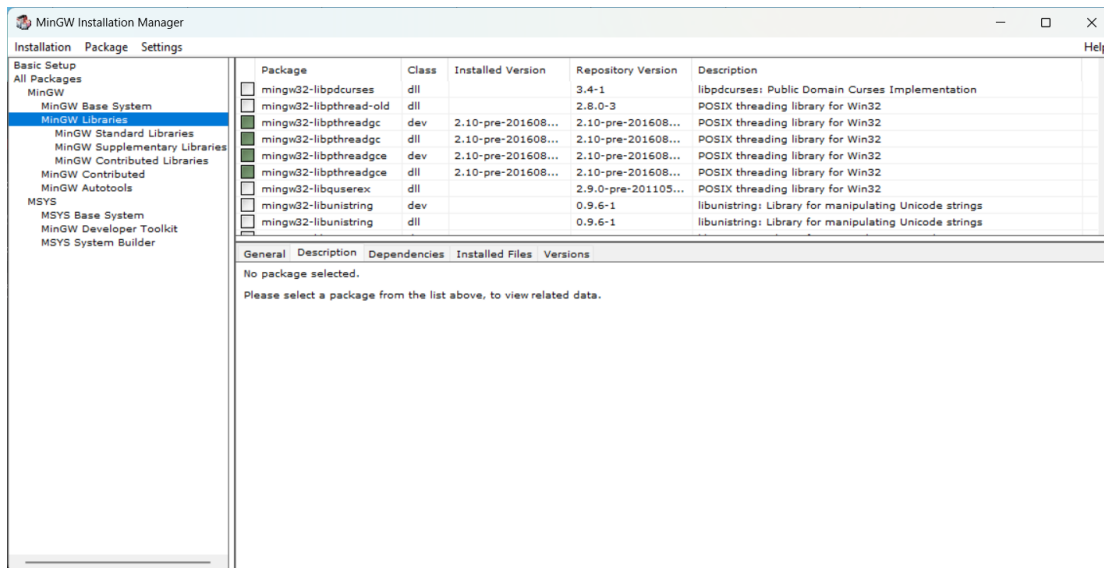 MinGW Installation Manager
Installation Package Settings Help
Basic Setup
All Packages
MinGW
MinGW Base System
MinGW Libraries
MinGW Standard Libraries
MinGW Supplementary Libraries
MinGW Contributed Libraries
MinGW Contributed
MinGW Autotools
MSYS
MSYS Base System
MinGW Developer Toolkit
MSYS System Builder
Package Class Installed Version Repository Version Description
mingw32-libpdcurses dll 3.4-1 libpdcurses: Public Domain Curses Implementation
mingw32-libpthread-old dll 2.8.0-3 POSIX threading library for Win32
mingw32-libpthreadgc dev 2.10-pre-201608... 2.10-pre-201608... POSIX threading library for Win32
mingw32-libpthreadgc dll 2.10-pre-201608... 2.10-pre-201608... POSIX threading library for Win32
mingw32-libpthreadgce dev 2.10-pre-201608... 2.10-pre-201608... POSIX threading library for Win32
mingw32-libpthreadgce dll 2.10-pre-201608... 2.10-pre-201608... POSIX threading library for Win32
mingw32-libquserex dll 2.9.0-pre-201105... POSIX threading library for Win32
mingw32-libunistring dev 0.9.6-1 libunistring: Library for manipulating Unicode strings
mingw32-libunistring dll 0.9.6-1 libunistring: Library for manipulating Unicode strings
General Description Dependencies Installed Files Versions
No package selected.
Please select a package from the list above, to view related data.